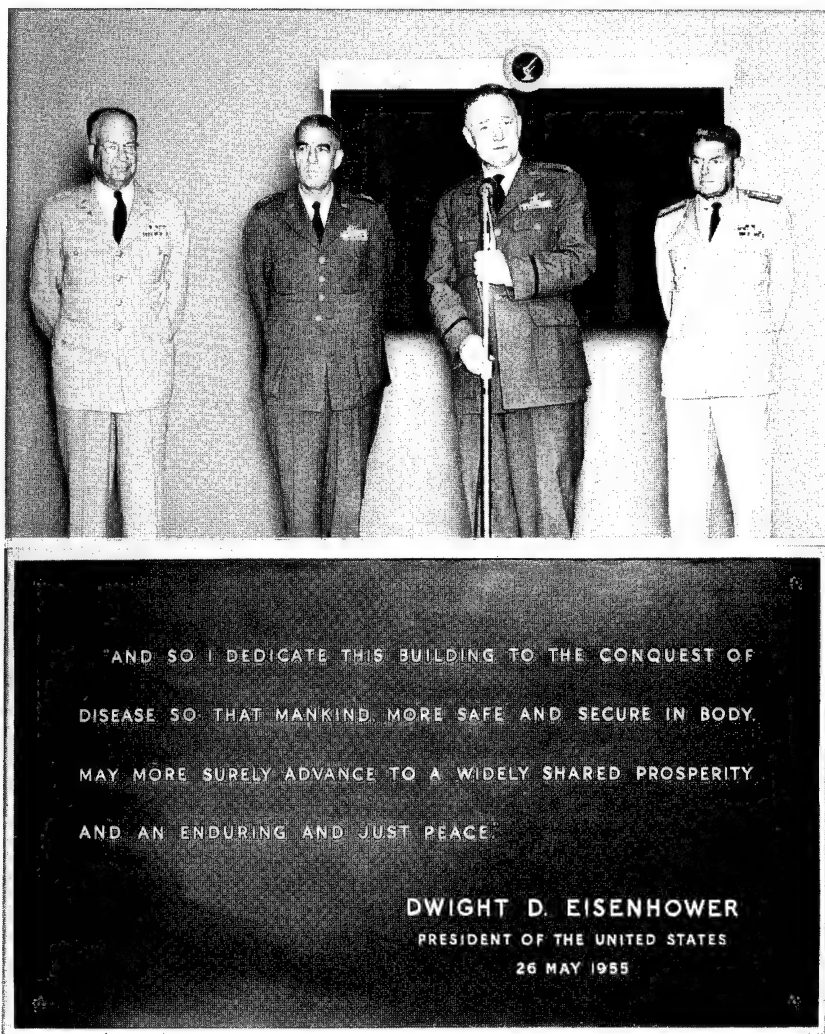 "AND SO I DEDICATE THIS BUILDING TO THE CONQUEST OF
DISEASE SO THAT MANKIND, MORE SAFE AND SECURE IN BODY,
MAY MORE SURELY ADVANCE TO A WIDELY SHARED PROSPERITY
AND AN ENDURING AND JUST PEACE."
DWIGHT D. EISENHOWER
PRESIDENT OF THE UNITED STATES
26 MAY 1955